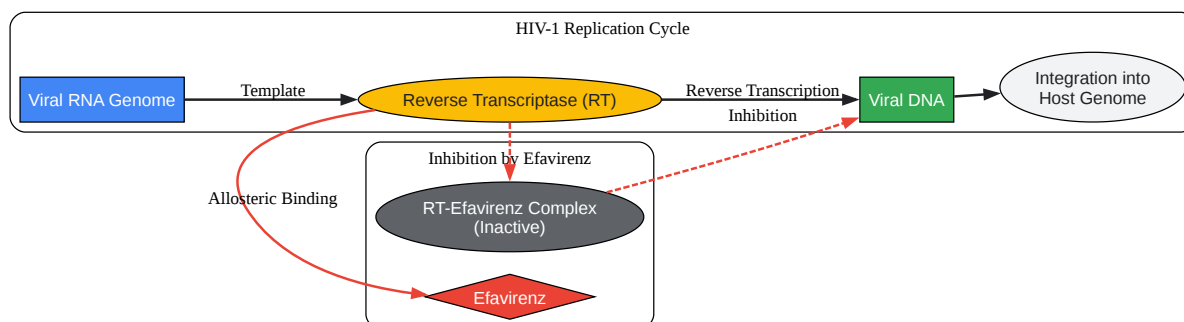 HIV-1 Replication Cycle
Viral RNA Genome
Template
Reverse Transcriptase (RT)
Reverse Transcription
Viral DNA
Integration into
Host Genome
Inhibition
Inhibition by Efavirenz
Allosteric Binding
RT-Efavirenz Complex
(Inactive)
Efavirenz